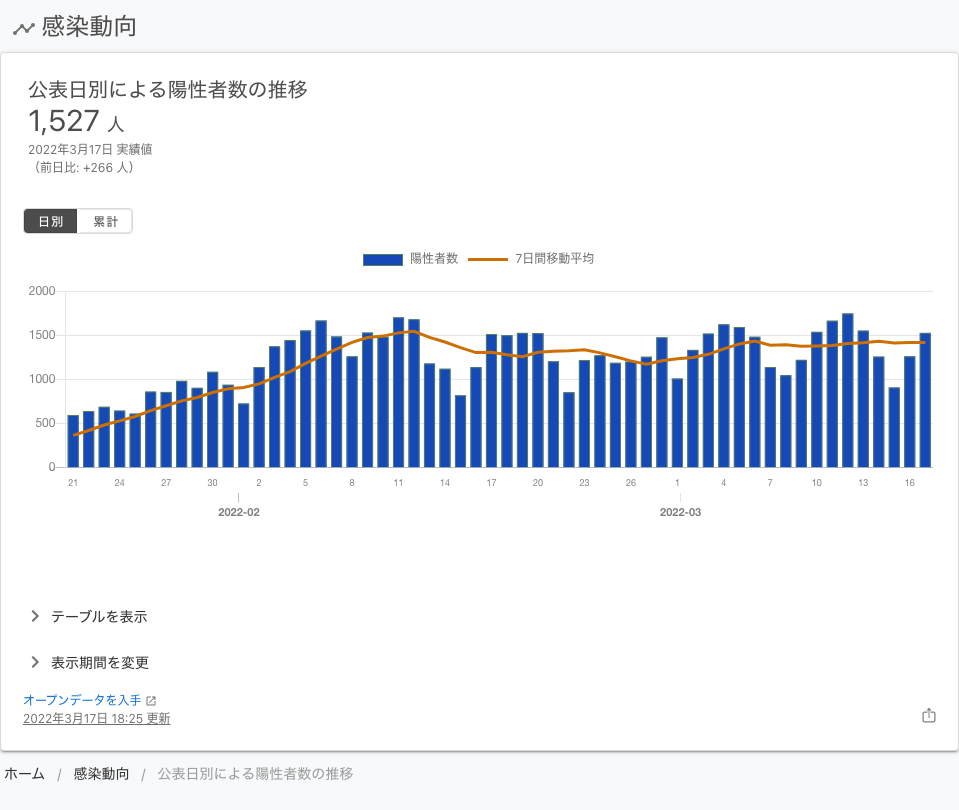 感染動向
公表日別による陽性者数の推移
1,527 人
2022年3月17日 実績値
（前日比: +266 人）
日別 累計
陽性者数 7日間移動平均
2000
1500
1000
500
0
21 24 27 30 2 5 8 11 14 17 20 23 26 1 4 7 10 13 16
2022-02 2022-03
テーブルを表示
表示期間を変更
オープンデータを入手
2022年3月17日 18:25 更新
ホーム / 感染動向 / 公表日別による陽性者数の推移